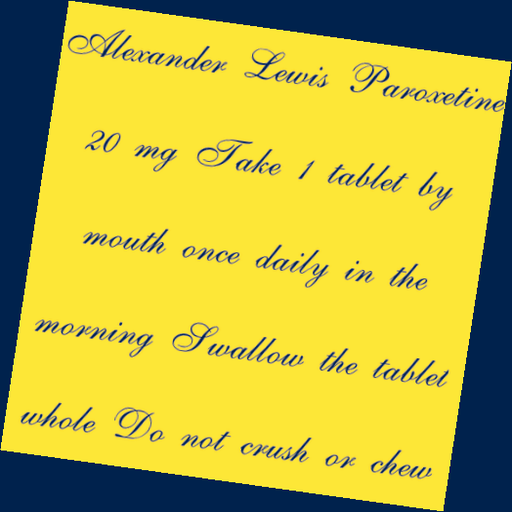 Alexander Lewis Paroxetine
20 mg Take 1 tablet by
mouth once daily in the
morning Swallow the tablet
whole Do not crush or chew